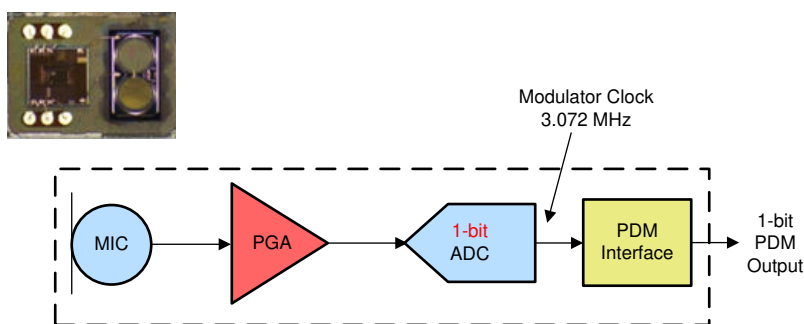 Modulator Clock
3.072 MHz
MIC
PGA
1-bit
ADC
PDM
Interface
1-bit
PDM
Output